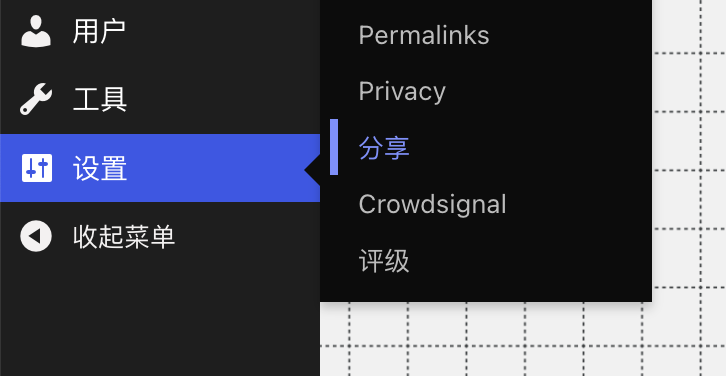 用户
工具
设置
收起菜单
Permalinks
Privacy
分享
Crowdsignal
评级